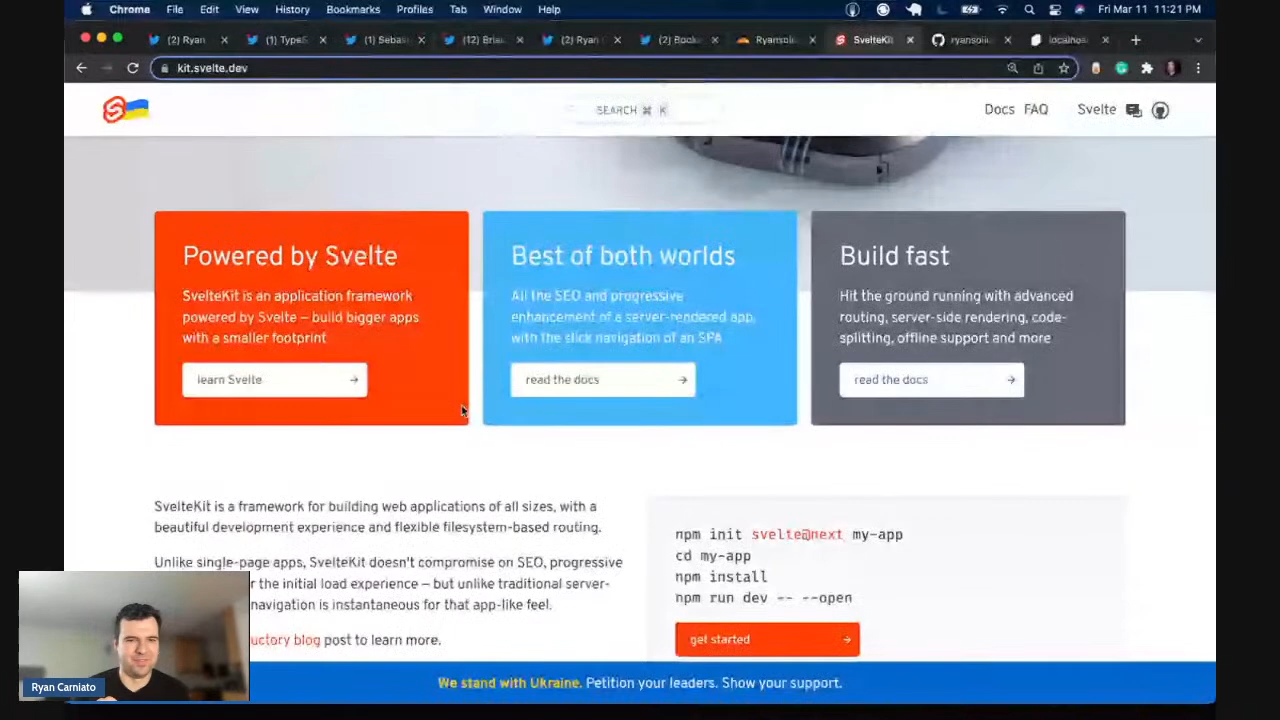 Chrome File Edit View History Bookmarks Profiles Tab Window Help Fri Mar 11 11:21 PM
(2) Ryan (1) TypeS (1) Sebas (12) Bria (2) Ryan (2) Book Ryansol SvelteKit ryansoli localhos
kit.svelte.dev
SEARCH ⌘ K Docs FAQ Svelte
Powered by Svelte
SvelteKit is an application framework
powered by Svelte — build bigger apps
with a smaller footprint
learn Svelte →
Best of both worlds
All the SEO and progressive
enhancement of a server-rendered app,
with the slick navigation of an SPA
read the docs →
Build fast
Hit the ground running with advanced
routing, server-side rendering, code-
splitting, offline support and more
read the docs →
SvelteKit is a framework for building web applications of all sizes, with a
beautiful development experience and flexible filesystem-based routing.
Unlike single-page apps, SvelteKit doesn't compromise on SEO, progressive
r the initial load experience — but unlike traditional server-
navigation is instantaneous for that app-like feel.
uctory blog post to learn more.
npm init svelte@next my-app
cd my-app
npm install
npm run dev -- --open
get started →
Ryan Carniato
We stand with Ukraine. Petition your leaders. Show your support.